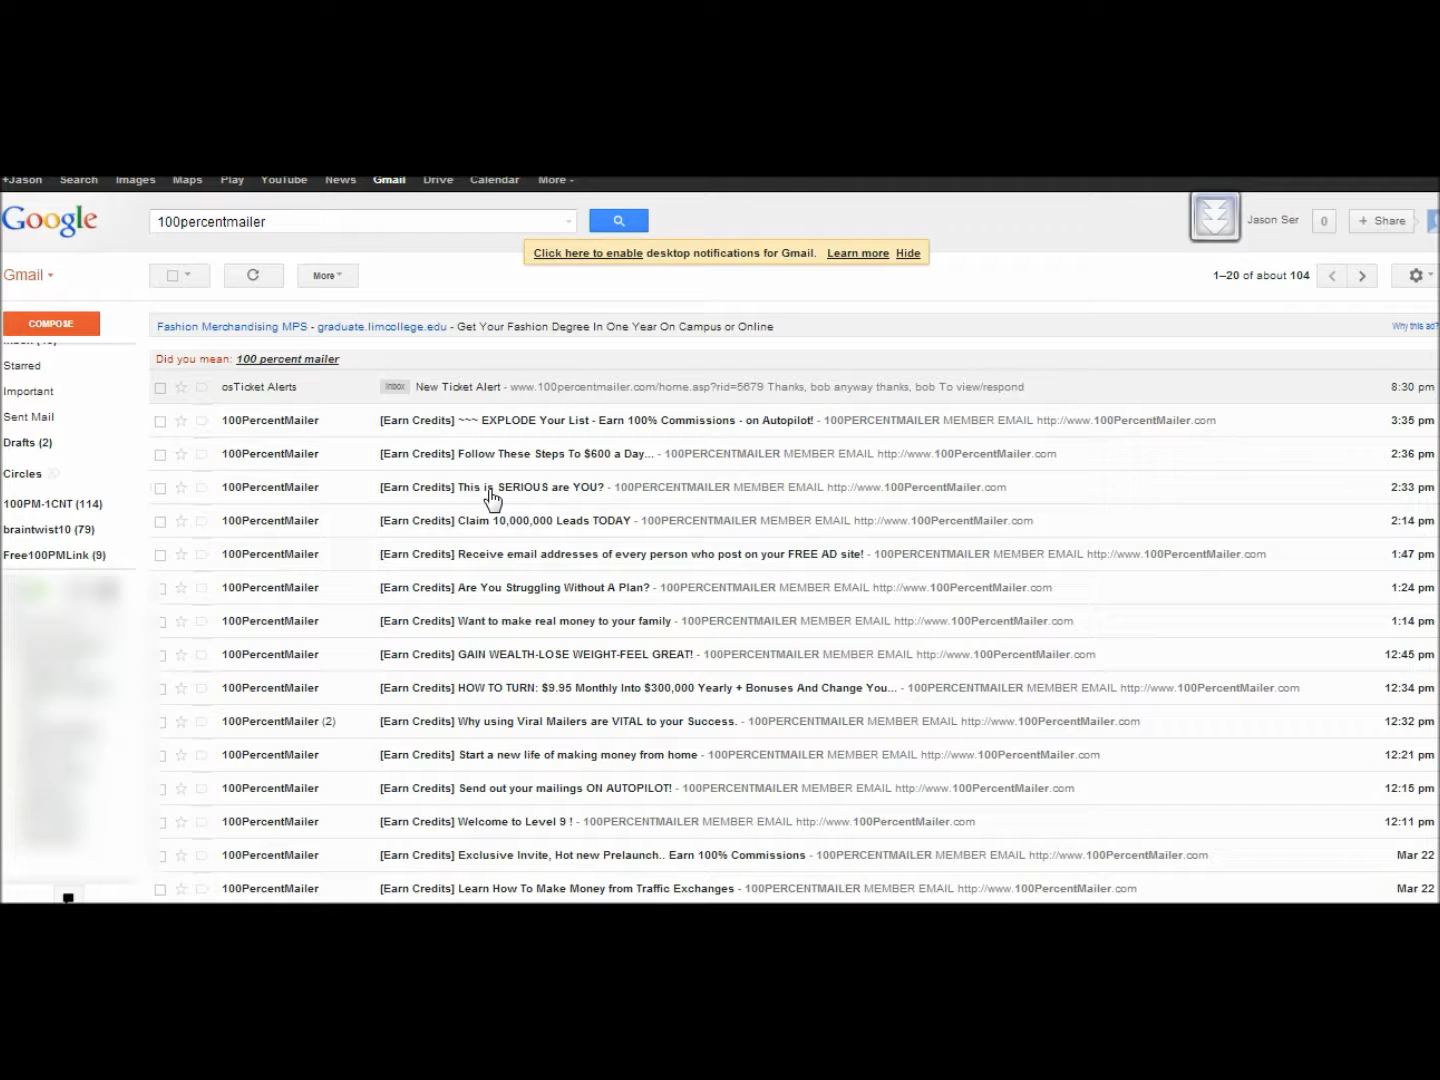 +Jason Search Images Maps Play YouTube News Gmail Drive Calendar More
Google 100percentmailer Jason Ser 0 + Share
Click here to enable desktop notifications for Gmail. Learn more Hide
Gmail More 1–20 of about 104
COMPOSE
Fashion Merchandising MPS - graduate.limcollege.edu - Get Your Fashion Degree In One Year On Campus or Online Why this ad?
Did you mean: 100 percent mailer
Starred
Important
Sent Mail
Drafts (2)
Circles
100PM-1CNT (114)
braintwist10 (79)
Free100PMLink (9)
osTicket Alerts Inbox New Ticket Alert - www.100percentmailer.com/home.asp?rid=5679 Thanks, bob anyway thanks, bob To view/respond 8:30 pm
100PercentMailer [Earn Credits] ~~~ EXPLODE Your List - Earn 100% Commissions - on Autopilot! - 100PERCENTMAILER MEMBER EMAIL http://www.100PercentMailer.com 3:35 pm
100PercentMailer [Earn Credits] Follow These Steps To $600 a Day... - 100PERCENTMAILER MEMBER EMAIL http://www.100PercentMailer.com 2:36 pm
100PercentMailer [Earn Credits] This is SERIOUS are YOU? - 100PERCENTMAILER MEMBER EMAIL http://www.100PercentMailer.com 2:33 pm
100PercentMailer [Earn Credits] Claim 10,000,000 Leads TODAY - 100PERCENTMAILER MEMBER EMAIL http://www.100PercentMailer.com 2:14 pm
100PercentMailer [Earn Credits] Receive email addresses of every person who post on your FREE AD site! - 100PERCENTMAILER MEMBER EMAIL http://www.100PercentMailer.com 1:47 pm
100PercentMailer [Earn Credits] Are You Struggling Without A Plan? - 100PERCENTMAILER MEMBER EMAIL http://www.100PercentMailer.com 1:24 pm
100PercentMailer [Earn Credits] Want to make real money to your family - 100PERCENTMAILER MEMBER EMAIL http://www.100PercentMailer.com 1:14 pm
100PercentMailer [Earn Credits] GAIN WEALTH-LOSE WEIGHT-FEEL GREAT! - 100PERCENTMAILER MEMBER EMAIL http://www.100PercentMailer.com 12:45 pm
100PercentMailer [Earn Credits] HOW TO TURN: $9.95 Monthly Into $300,000 Yearly + Bonuses And Change You... - 100PERCENTMAILER MEMBER EMAIL http://www.100PercentMailer.com 12:34 pm
100PercentMailer (2) [Earn Credits] Why using Viral Mailers are VITAL to your Success. - 100PERCENTMAILER MEMBER EMAIL http://www.100PercentMailer.com 12:32 pm
100PercentMailer [Earn Credits] Start a new life of making money from home - 100PERCENTMAILER MEMBER EMAIL http://www.100PercentMailer.com 12:21 pm
100PercentMailer [Earn Credits] Send out your mailings ON AUTOPILOT! - 100PERCENTMAILER MEMBER EMAIL http://www.100PercentMailer.com 12:15 pm
100PercentMailer [Earn Credits] Welcome to Level 9 ! - 100PERCENTMAILER MEMBER EMAIL http://www.100PercentMailer.com 12:11 pm
100PercentMailer [Earn Credits] Exclusive Invite, Hot new Prelaunch.. Earn 100% Commissions - 100PERCENTMAILER MEMBER EMAIL http://www.100PercentMailer.com Mar 22
100PercentMailer [Earn Credits] Learn How To Make Money from Traffic Exchanges - 100PERCENTMAILER MEMBER EMAIL http://www.100PercentMailer.com Mar 22